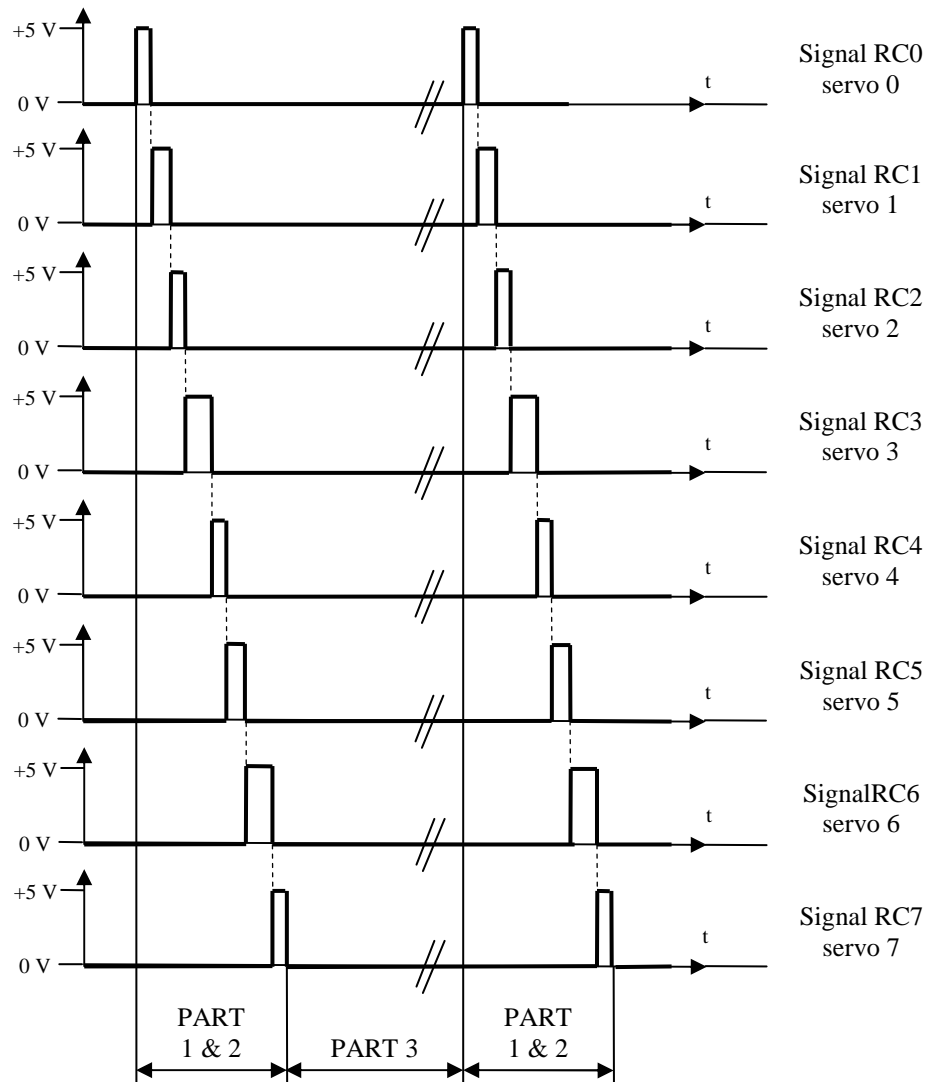 +5 V
0 V
t
Signal RC0
servo 0
+5 V
0 V
t
Signal RC1
servo 1
+5 V
0 V
t
Signal RC2
servo 2
+5 V
0 V
t
Signal RC3
servo 3
+5 V
0 V
t
Signal RC4
servo 4
+5 V
0 V
t
Signal RC5
servo 5
+5 V
0 V
t
SignalRC6
servo 6
+5 V
0 V
t
Signal RC7
servo 7
PART
1 & 2
PART 3
PART
1 & 2